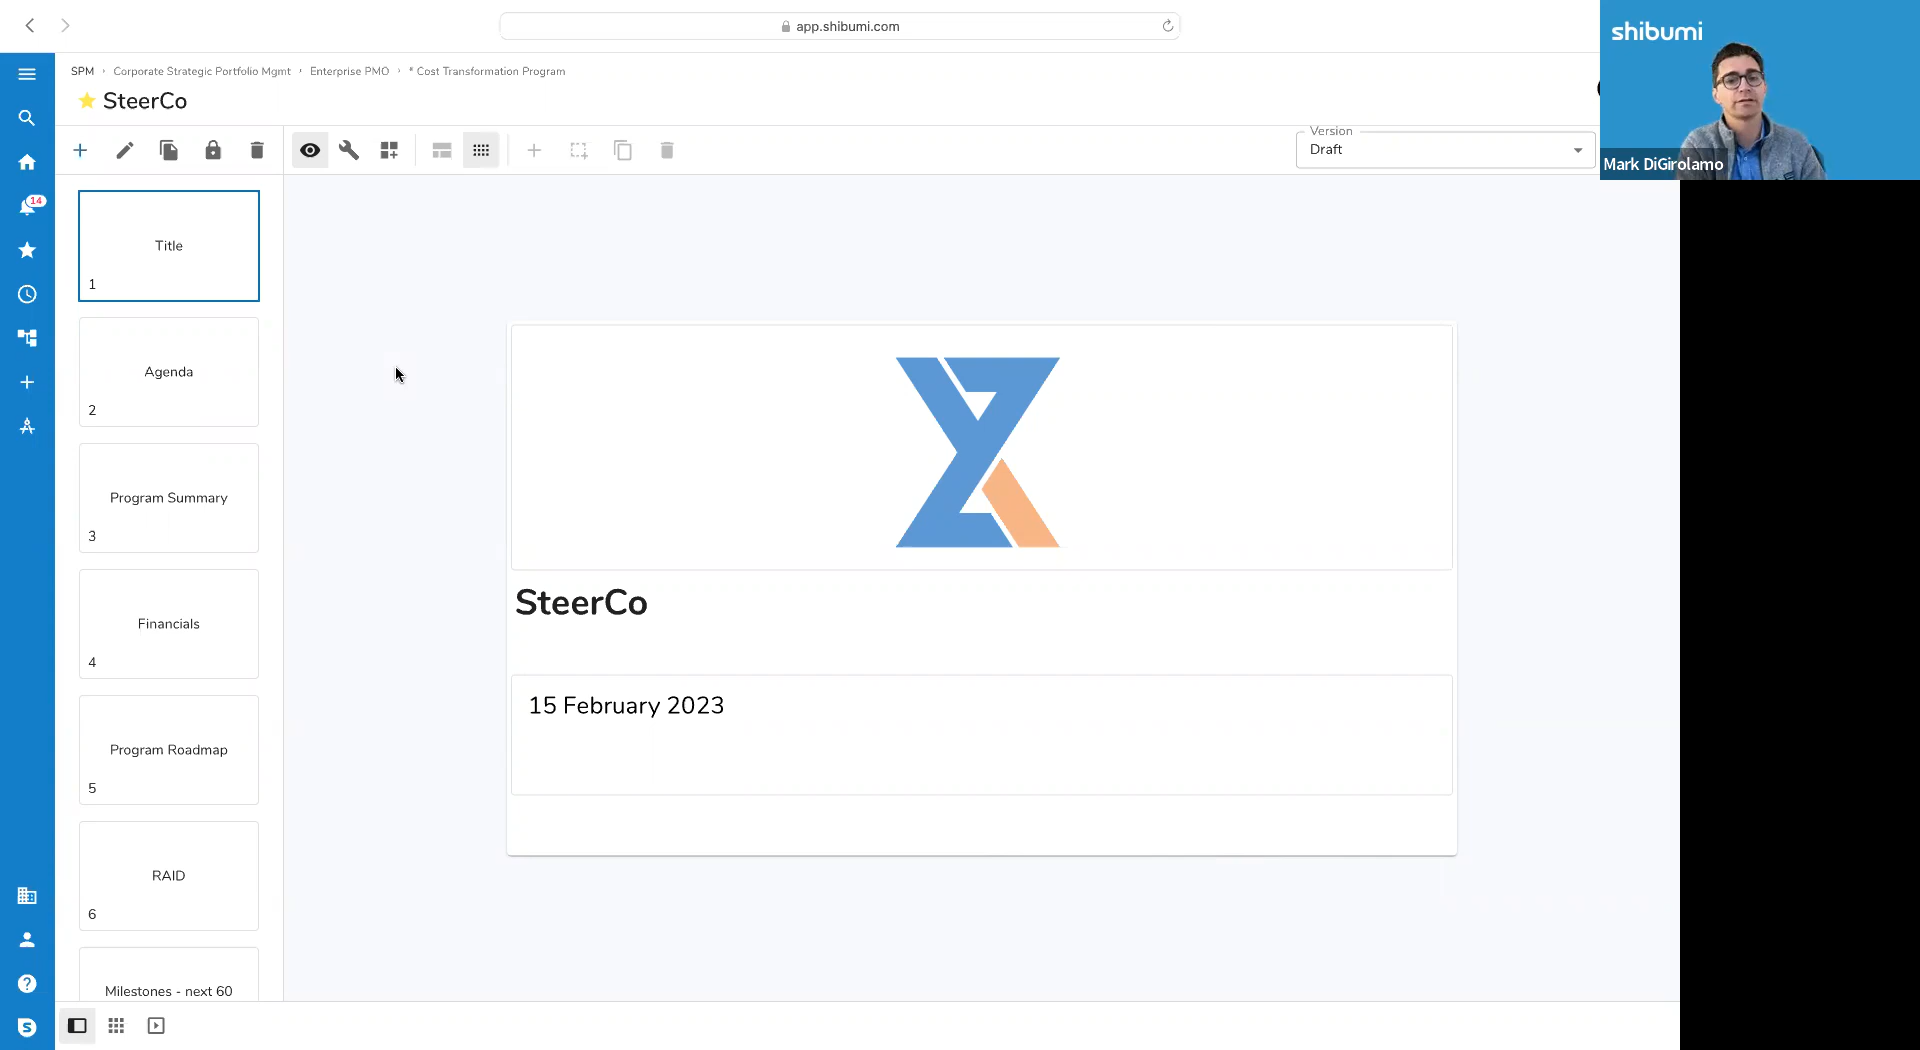 app.shibumi.com
shibumi
SPM › Corporate Strategic Portfolio Mgmt › Enterprise PMO › * Cost Transformation Program
SteerCo
Version
Draft
Mark DiGirolamo
14
Title
1
Agenda
2
Program Summary
3
Financials
4
Program Roadmap
5
RAID
6
Milestones - next 60
SteerCo
15 February 2023